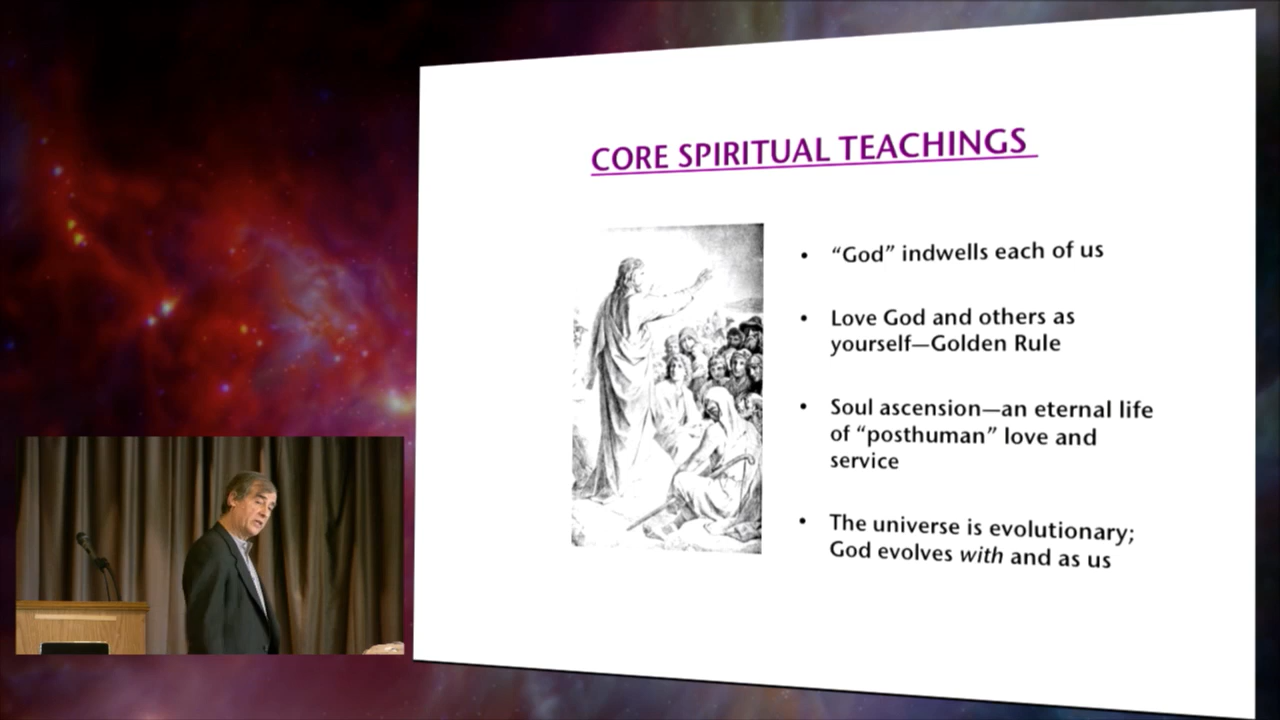 CORE SPIRITUAL TEACHINGS
• “God” indwells each of us
• Love God and others as
yourself—Golden Rule
• Soul ascension—an eternal life
of “posthuman” love and
service
• The universe is evolutionary;
God evolves with and as us